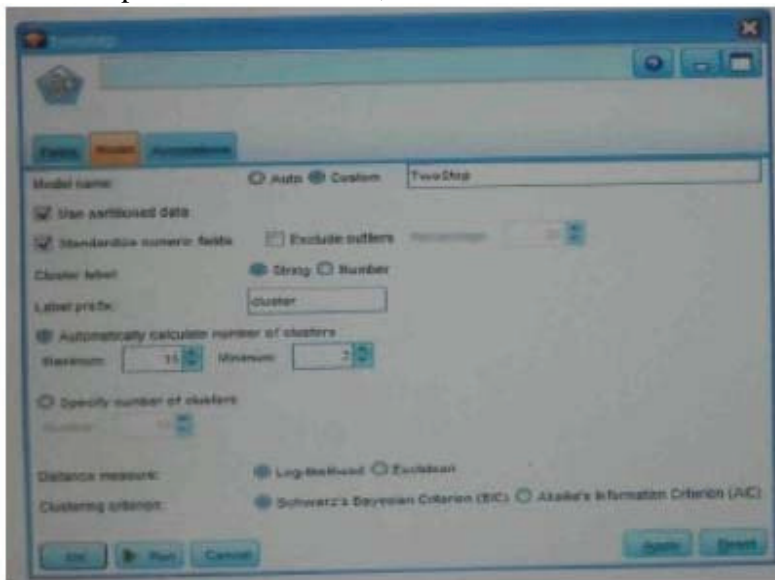 TwoStep
Fields Model Annotations
Model name: Auto Custom TwoStep
Use partitioned data
Standardize numeric fields Exclude outliers Percentage:
Cluster label: String Number
Label prefix: cluster
Automatically calculate number of clusters
Maximum: 15 Minimum: 2
Specify number of clusters
Number:
Distance measure: Log-likelihood Euclidean
Clustering criterion: Schwarz's Bayesian Criterion (BIC) Akaike's Information Criterion (AIC)
OK Run Cancel Apply Reset